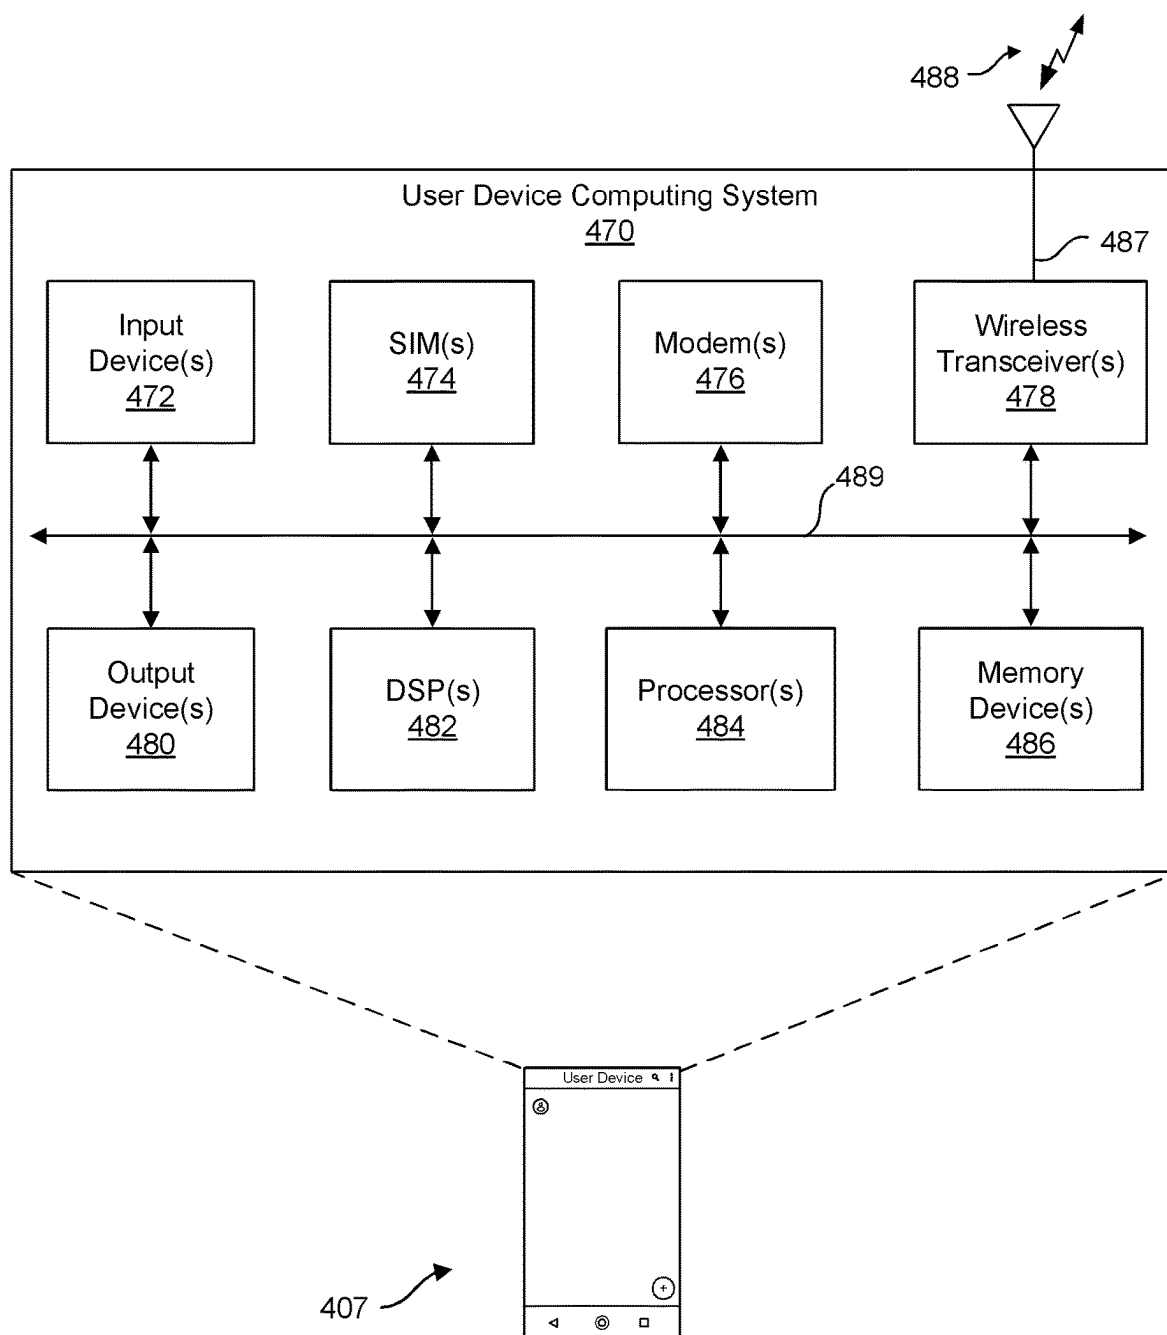 488
User Device Computing System
470
487
Input
Device(s)
472
SIM(s)
474
Modem(s)
476
Wireless
Transceiver(s)
478
489
Output
Device(s)
480
DSP(s)
482
Processor(s)
484
Memory
Device(s)
486
User Device
407